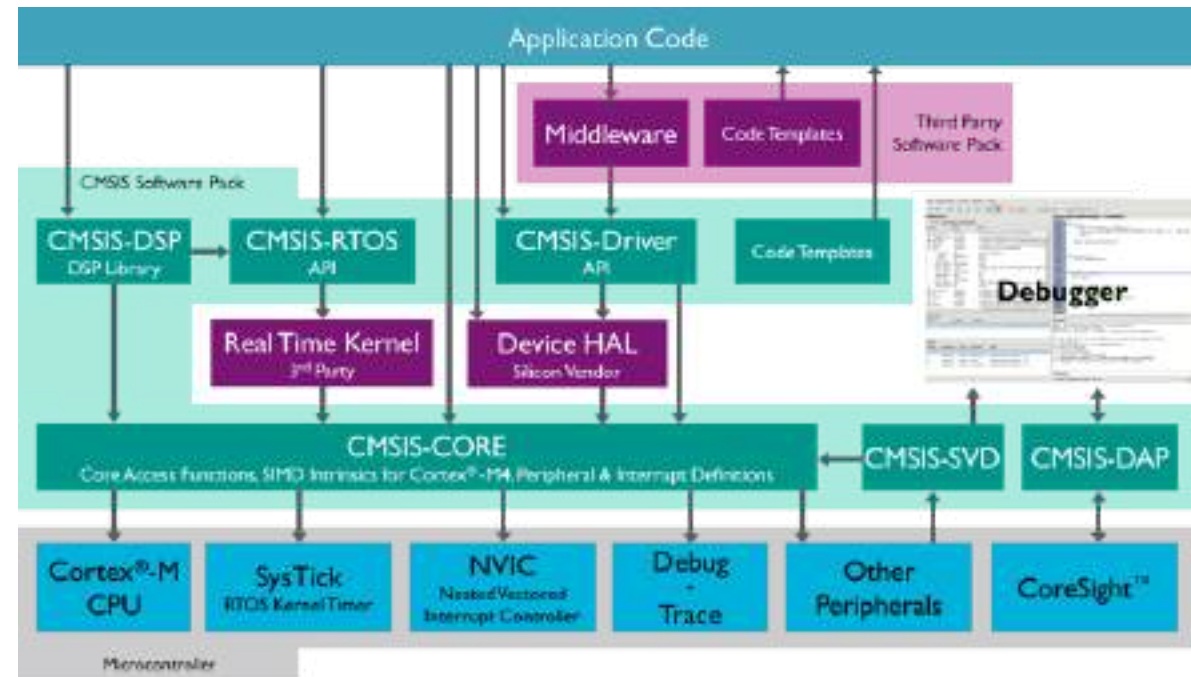 Application Code
Middleware
Code Templates
Third Party
Software Pack
CMSIS Software Pack
CMSIS-DSP
DSP Library
CMSIS-RTOS
API
CMSIS-Driver
API
Code Templates
Debugger
Real Time Kernel
3rd Party
Device HAL
Silicon Vendor
CMSIS-CORE
Core Access Functions, SIMD Intrinsics for Cortex®-M4, Peripheral & Interrupt Definitions
CMSIS-SVD
CMSIS-DAP
Cortex®-M
CPU
SysTick
RTOS Kernel Timer
NVIC
Nested Vectored
Interrupt Controller
Debug
-
Trace
Other
Peripherals
CoreSight™
Microcontroller